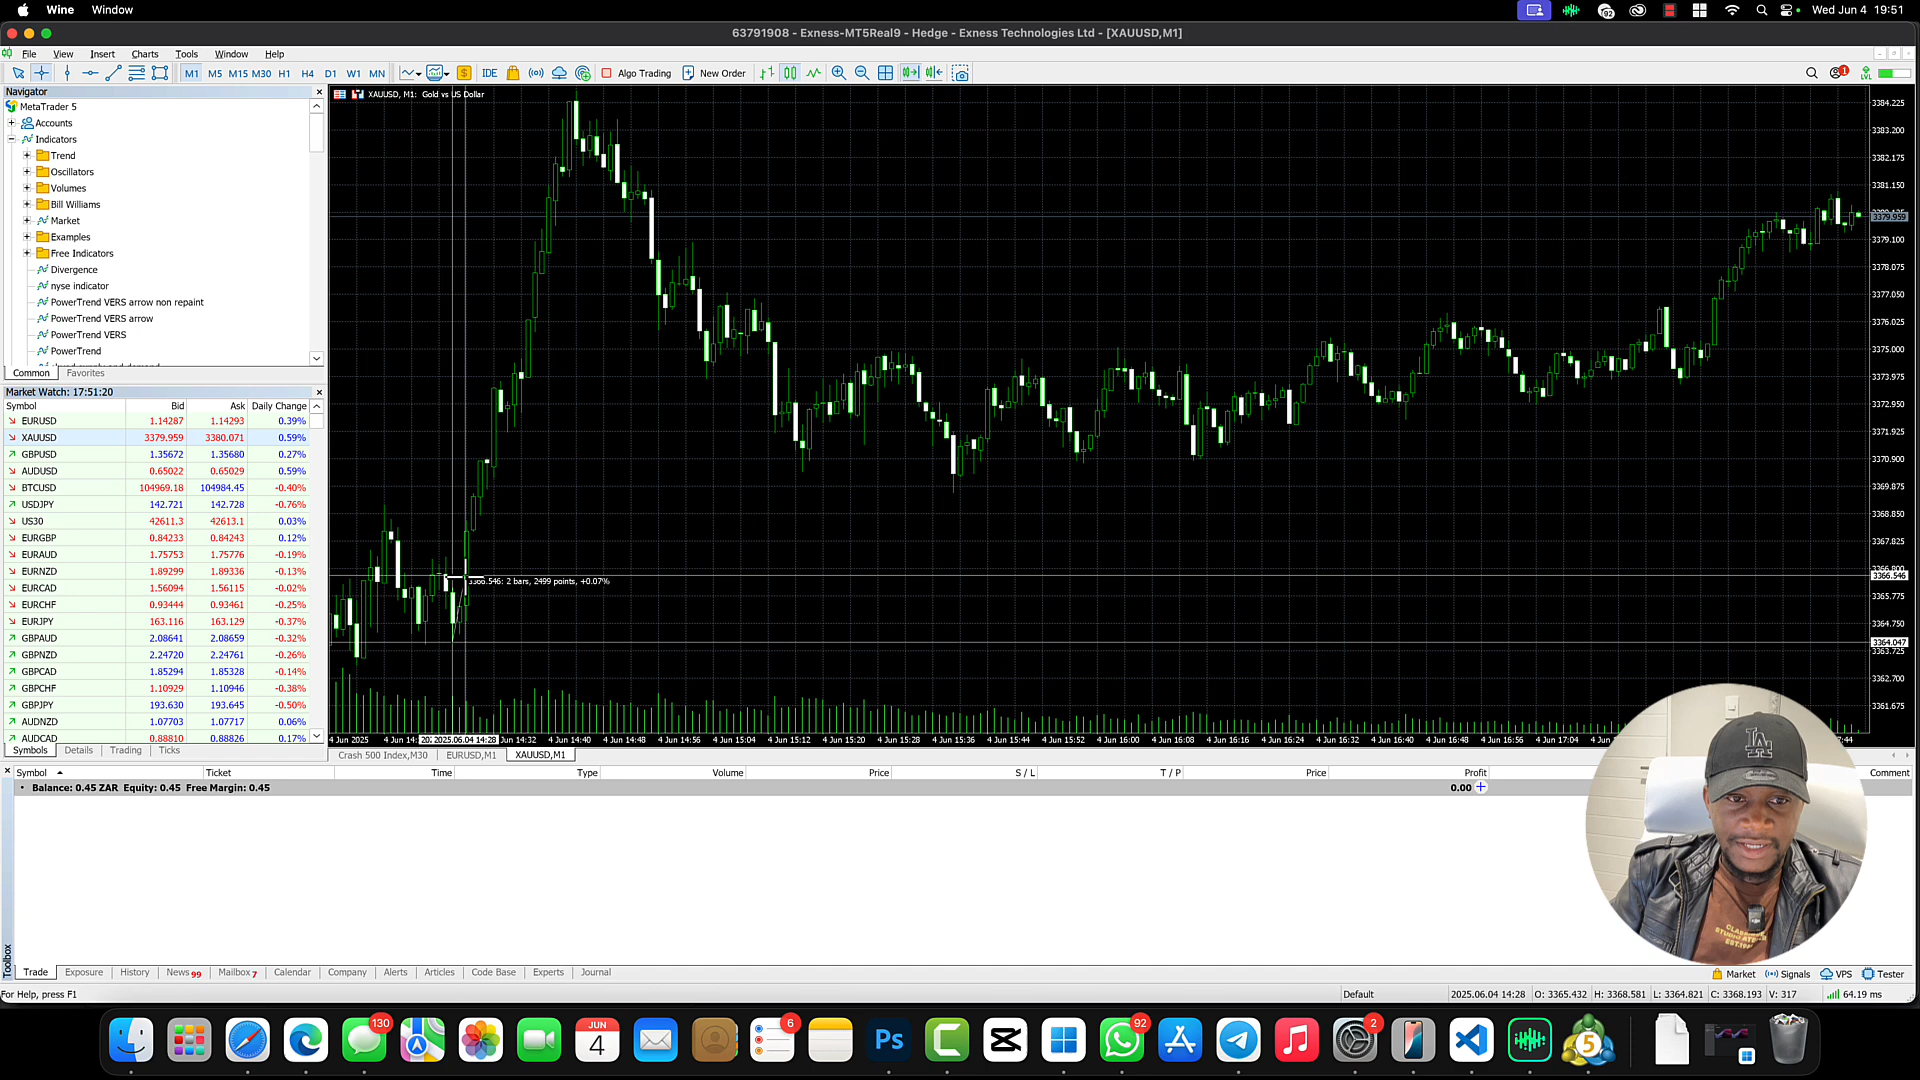 Wine Window
92
Wed Jun 4 19:51
63791908 - Exness-MT5Real9 - Hedge - Exness Technologies Ltd - [XAUUSD,M1]
File View Insert Charts Tools Window Help
M1 M5 M15 M30 H1 H4 D1 W1 MN IDE Algo Trading New Order 1 LVL
Navigator
MetaTrader 5
Accounts
Indicators
Trend
Oscillators
Volumes
Bill Williams
Market
Examples
Free Indicators
Divergence
nyse indicator
PowerTrend VERS arrow non repaint
PowerTrend VERS arrow
PowerTrend VERS
PowerTrend
Common Favorites
Market Watch: 17:51:20
Symbol Bid Ask Daily Change
EURUSD 1.14287 1.14293 0.39%
XAUUSD 3379.959 3380.071 0.59%
GBPUSD 1.35672 1.35680 0.27%
AUDUSD 0.65022 0.65029 0.59%
BTCUSD 104969.18 104984.45 -0.40%
USDJPY 142.721 142.728 -0.76%
US30 42611.3 42613.1 0.03%
EURGBP 0.84233 0.84243 0.12%
EURAUD 1.75753 1.75776 -0.19%
EURNZD 1.89299 1.89336 -0.13%
EURCAD 1.56094 1.56115 -0.02%
EURCHF 0.93444 0.93461 -0.25%
EURJPY 163.116 163.129 -0.37%
GBPAUD 2.08641 2.08659 -0.32%
GBPNZD 2.24720 2.24761 -0.26%
GBPCAD 1.85294 1.85328 -0.14%
GBPCHF 1.10929 1.10946 -0.38%
GBPJPY 193.630 193.645 -0.50%
AUDNZD 1.07703 1.07717 0.06%
AUDCAD 0.88810 0.88826 0.17%
Symbols Details Trading Ticks
XAUUSD, M1: Gold vs US Dollar
3384.225
3383.200
3382.175
3381.150
3379.959
3379.100
3378.075
3377.050
3376.025
3375.000
3373.975
3372.950
3371.925
3370.900
3369.875
3368.850
3367.825
3366.800
3366.546
3365.775
3364.750
3364.047
3363.725
3362.700
3361.675
3366.546: 2 bars, 2499 points, +0.07%
4 Jun 2025 4 Jun 14: 2025.06.04 14:28 Jun 14:32 4 Jun 14:40 4 Jun 14:48 4 Jun 14:56 4 Jun 15:04 4 Jun 15:12 4 Jun 15:20 4 Jun 15:28 4 Jun 15:36 4 Jun 15:44 4 Jun 15:52 4 Jun 16:00 4 Jun 16:08 4 Jun 16:16 4 Jun 16:24 4 Jun 16:32 4 Jun 16:40 4 Jun 16:48 4 Jun 16:56 4 Jun 17:04 4 Jun
Crash 500 Index,M30 EURUSD,M1 XAUUSD,M1
Symbol Ticket Time Type Volume Price S / L T / P Price Profit Comment
Balance: 0.45 ZAR Equity: 0.45 Free Margin: 0.45 0.00
LA
EST.19
Toolbox
Trade Exposure History News 99 Mailbox 7 Calendar Company Alerts Articles Code Base Experts Journal
Market Signals VPS Tester
For Help, press F1 Default 2025.06.04 14:28 O: 3365.432 H: 3368.581 L: 3364.821 C: 3368.193 V: 317 64.19 ms
130 JUN 4 6 Ps 92 2 5